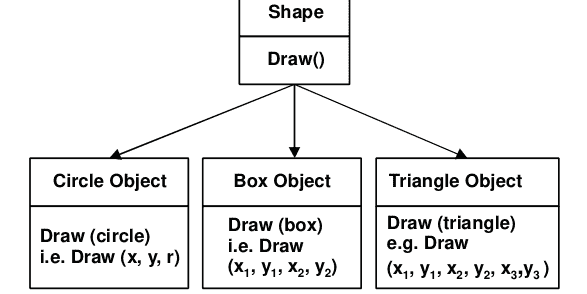 Shape
Draw()
Circle Object
Draw (circle)
i.e. Draw (x, y, r)
Box Object
Draw (box)
i.e. Draw
(x₁, y₁, x₂, y₂)
Triangle Object
Draw (triangle)
e.g. Draw
(x₁, y₁, x₂, y₂, x₃,y₃ )